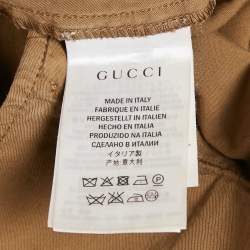 GUCCI
MADE IN ITALY
FABRIQUE EN ITALIE
HERGESTELLT IN ITALIEN
HECHO EN ITALIA
PRODUZIDO NA ITALIA
СДЕЛАНО В ИТАЛИИ
イタリア製
产地:意大利